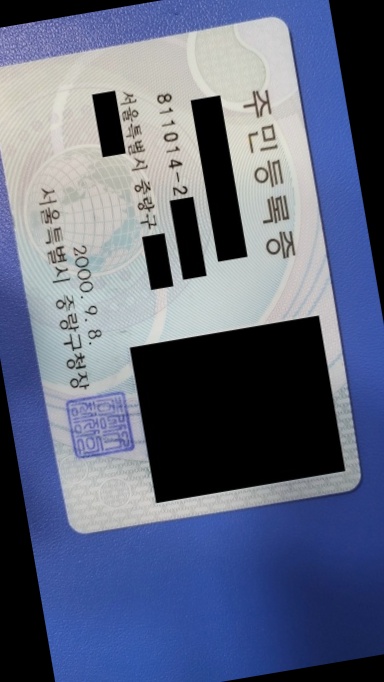 주민등록증
811014-2
서울특별시 중랑구
2000. 9. 8.
서울특별시 중랑구청장